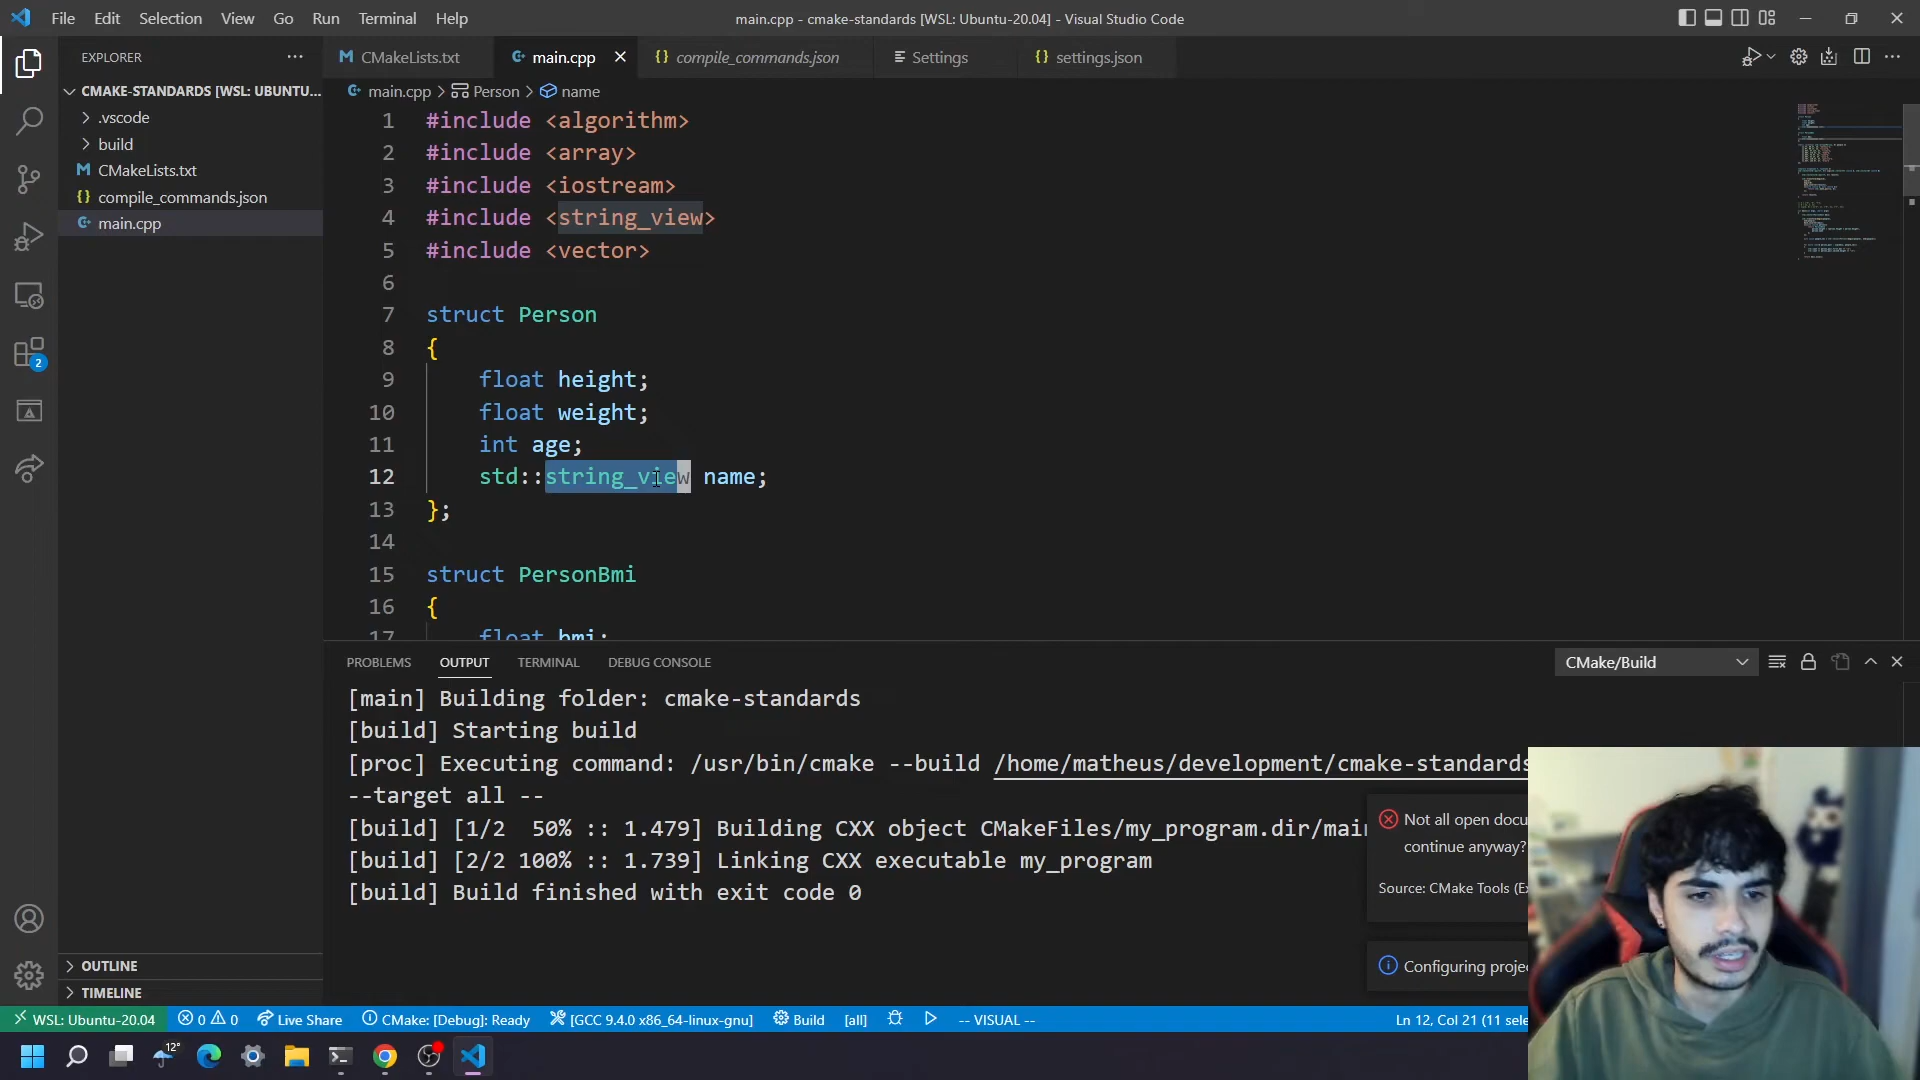 File Edit Selection View Go Run Terminal Help
main.cpp - cmake-standards [WSL: Ubuntu-20.04] - Visual Studio Code
EXPLORER
CMAKE-STANDARDS [WSL: UBUNTU...
.vscode
build
CMakeLists.txt
compile_commands.json
main.cpp
OUTLINE
TIMELINE
2
CMakeLists.txt
main.cpp
compile_commands.json
Settings
settings.json
main.cpp > Person > name
1 #include <algorithm>
2 #include <array>
3 #include <iostream>
4 #include <string_view>
5 #include <vector>
6
7 struct Person
8 {
9 float height;
10 float weight;
11 int age;
12 std::string_view name;
13 };
14
15 struct PersonBmi
16 {
17 float bmi;
PROBLEMS OUTPUT TERMINAL DEBUG CONSOLE
CMake/Build
[main] Building folder: cmake-standards
[build] Starting build
[proc] Executing command: /usr/bin/cmake --build /home/matheus/development/cmake-standards
--target all --
[build] [1/2  50% :: 1.479] Building CXX object CMakeFiles/my_program.dir/main
[build] [2/2 100% :: 1.739] Linking CXX executable my_program
[build] Build finished with exit code 0
Not all open docu
continue anyway?
Source: CMake Tools (E
Configuring proje
WSL: Ubuntu-20.04 0 0 Live Share CMake: [Debug]: Ready [GCC 9.4.0 x86_64-linux-gnu] Build [all] -- VISUAL -- Ln 12, Col 21 (11 sele
12°